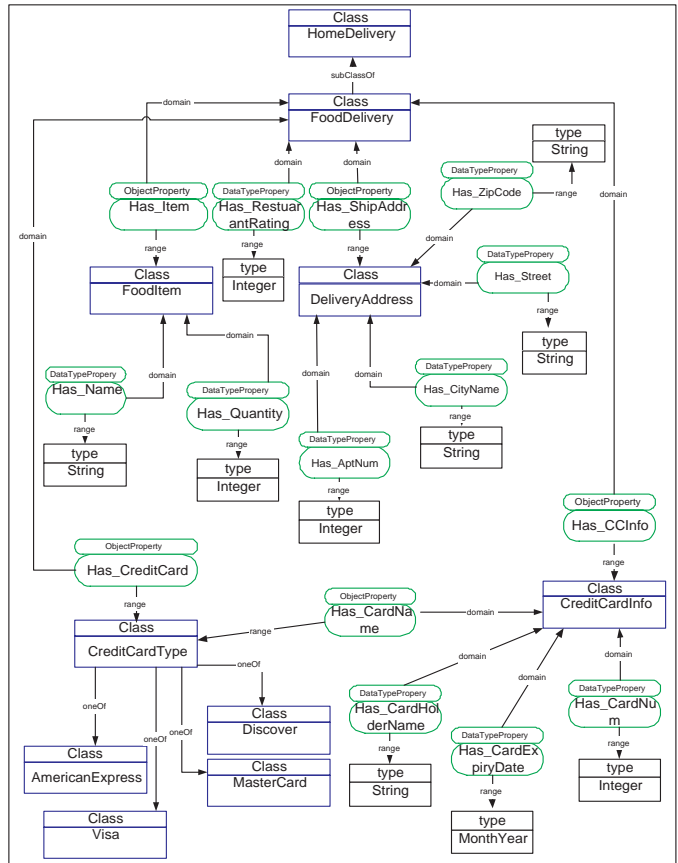 Class
HomeDelivery
subClassOf
Class
FoodDelivery
domain
domain
domain
domain
domain
type
String
DataTypePropery
Has_ZipCode
range
ObjectProperty
Has_Item
DataTypePropery
Has_Restu
arantRating
ObjectProperty
Has_ShipAddr
ess
domain
range
range
range
Class
FoodItem
type
Integer
Class
DeliveryAddress
domain
DataTypePropery
Has_Street
range
type
String
domain
domain
domain
domain
DataTypePropery
Has_Name
range
type
String
DataTypePropery
Has_Quantity
range
type
Integer
DataTypePropery
Has_CityName
range
type
String
DataTypePropery
Has_AptNum
range
type
Integer
ObjectProperty
Has_CCInfo
range
ObjectProperty
Has_CreditCard
range
ObjectProperty
Has_CardNa
me
domain
range
Class
CreditCardInfo
Class
CreditCardType
oneOf
oneOf
oneOf
oneOf
domain
domain
domain
Class
Discover
Class
AmericanExpress
Class
MasterCard
Class
Visa
DataTypePropery
Has_CardHol
derName
range
type
String
DataTypePropery
Has_CardEx
piryDate
range
type
MonthYear
DataTypePropery
Has_CardNu
m
range
type
Integer